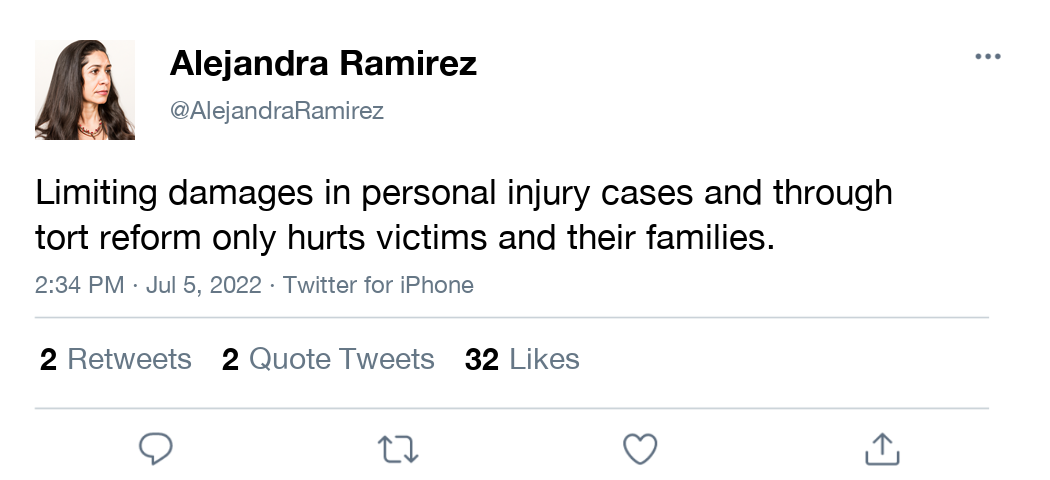 Alejandra Ramirez
@AlejandraRamirez
Limiting damages in personal injury cases and through
tort reform only hurts victims and their families.
2:34 PM · Jul 5, 2022 · Twitter for iPhone
2 Retweets 2 Quote Tweets 32 Likes